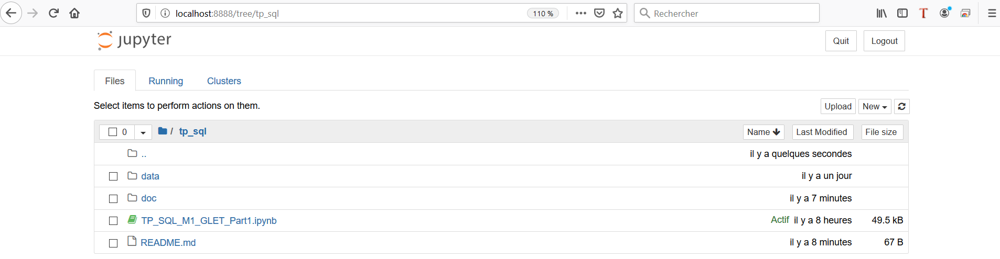 localhost:8888/tree/tp_sql 110 % Rechercher
jupyter Quit Logout
Files Running Clusters
Select items to perform actions on them. Upload New
0 / tp_sql Name Last Modified File size
.. il y a quelques secondes
data il y a un jour
doc il y a 7 minutes
TP_SQL_M1_GLET_Part1.ipynb Actif il y a 8 heures 49.5 kB
README.md il y a 8 minutes 67 B